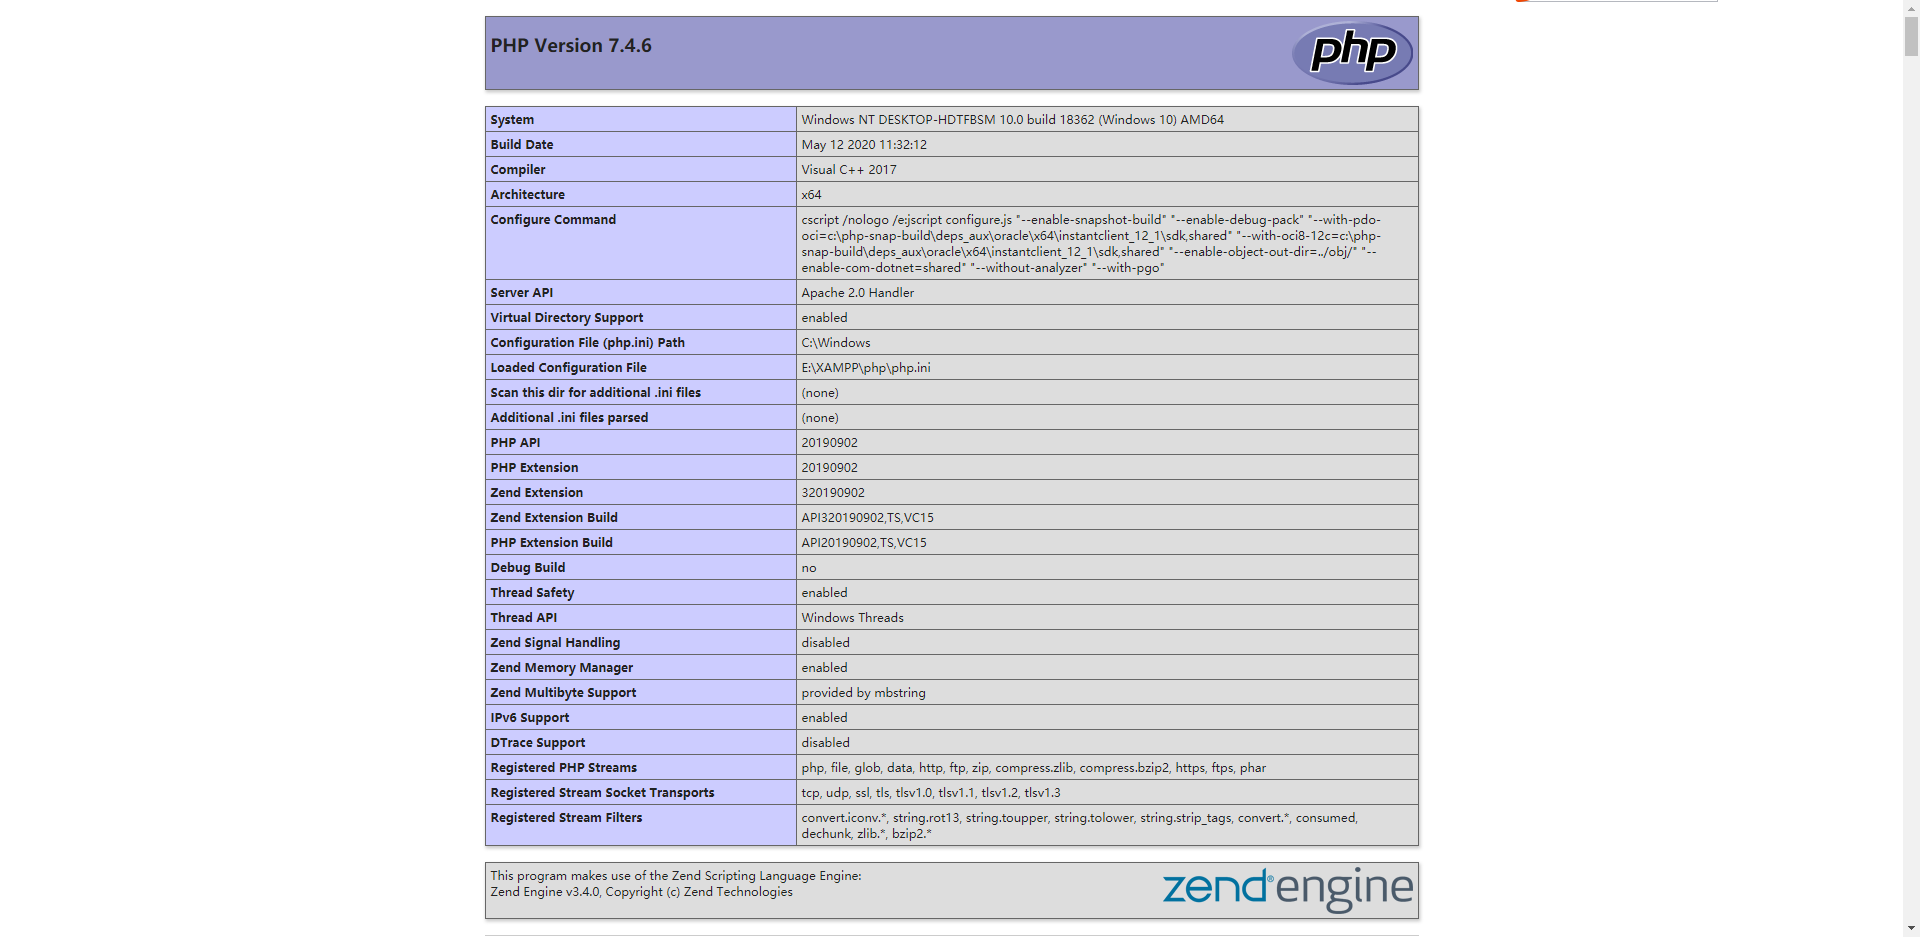 PHP Version 7.4.6
php
System Windows NT DESKTOP-HDTFBSM 10.0 build 18362 (Windows 10) AMD64
Build Date May 12 2020 11:32:12
Compiler Visual C++ 2017
Architecture x64
Configure Command cscript /nologo /e:jscript configure.js "--enable-snapshot-build" "--enable-debug-pack" "--with-pdo-
oci=c:\php-snap-build\deps_aux\oracle\x64\instantclient_12_1\sdk,shared" "--with-oci8-12c=c:\php-
snap-build\deps_aux\oracle\x64\instantclient_12_1\sdk,shared" "--enable-object-out-dir=../obj/" "--
enable-com-dotnet=shared" "--without-analyzer" "--with-pgo"
Server API Apache 2.0 Handler
Virtual Directory Support enabled
Configuration File (php.ini) Path C:\Windows
Loaded Configuration File E:\XAMPP\php\php.ini
Scan this dir for additional .ini files (none)
Additional .ini files parsed (none)
PHP API 20190902
PHP Extension 20190902
Zend Extension 320190902
Zend Extension Build API320190902,TS,VC15
PHP Extension Build API20190902,TS,VC15
Debug Build no
Thread Safety enabled
Thread API Windows Threads
Zend Signal Handling disabled
Zend Memory Manager enabled
Zend Multibyte Support provided by mbstring
IPv6 Support enabled
DTrace Support disabled
Registered PHP Streams php, file, glob, data, http, ftp, zip, compress.zlib, compress.bzip2, https, ftps, phar
Registered Stream Socket Transports tcp, udp, ssl, tls, tlsv1.0, tlsv1.1, tlsv1.2, tlsv1.3
Registered Stream Filters convert.iconv.*, string.rot13, string.toupper, string.tolower, string.strip_tags, convert.*, consumed,
dechunk, zlib.*, bzip2.*
This program makes use of the Zend Scripting Language Engine:
Zend Engine v3.4.0, Copyright (c) Zend Technologies
zend® engine